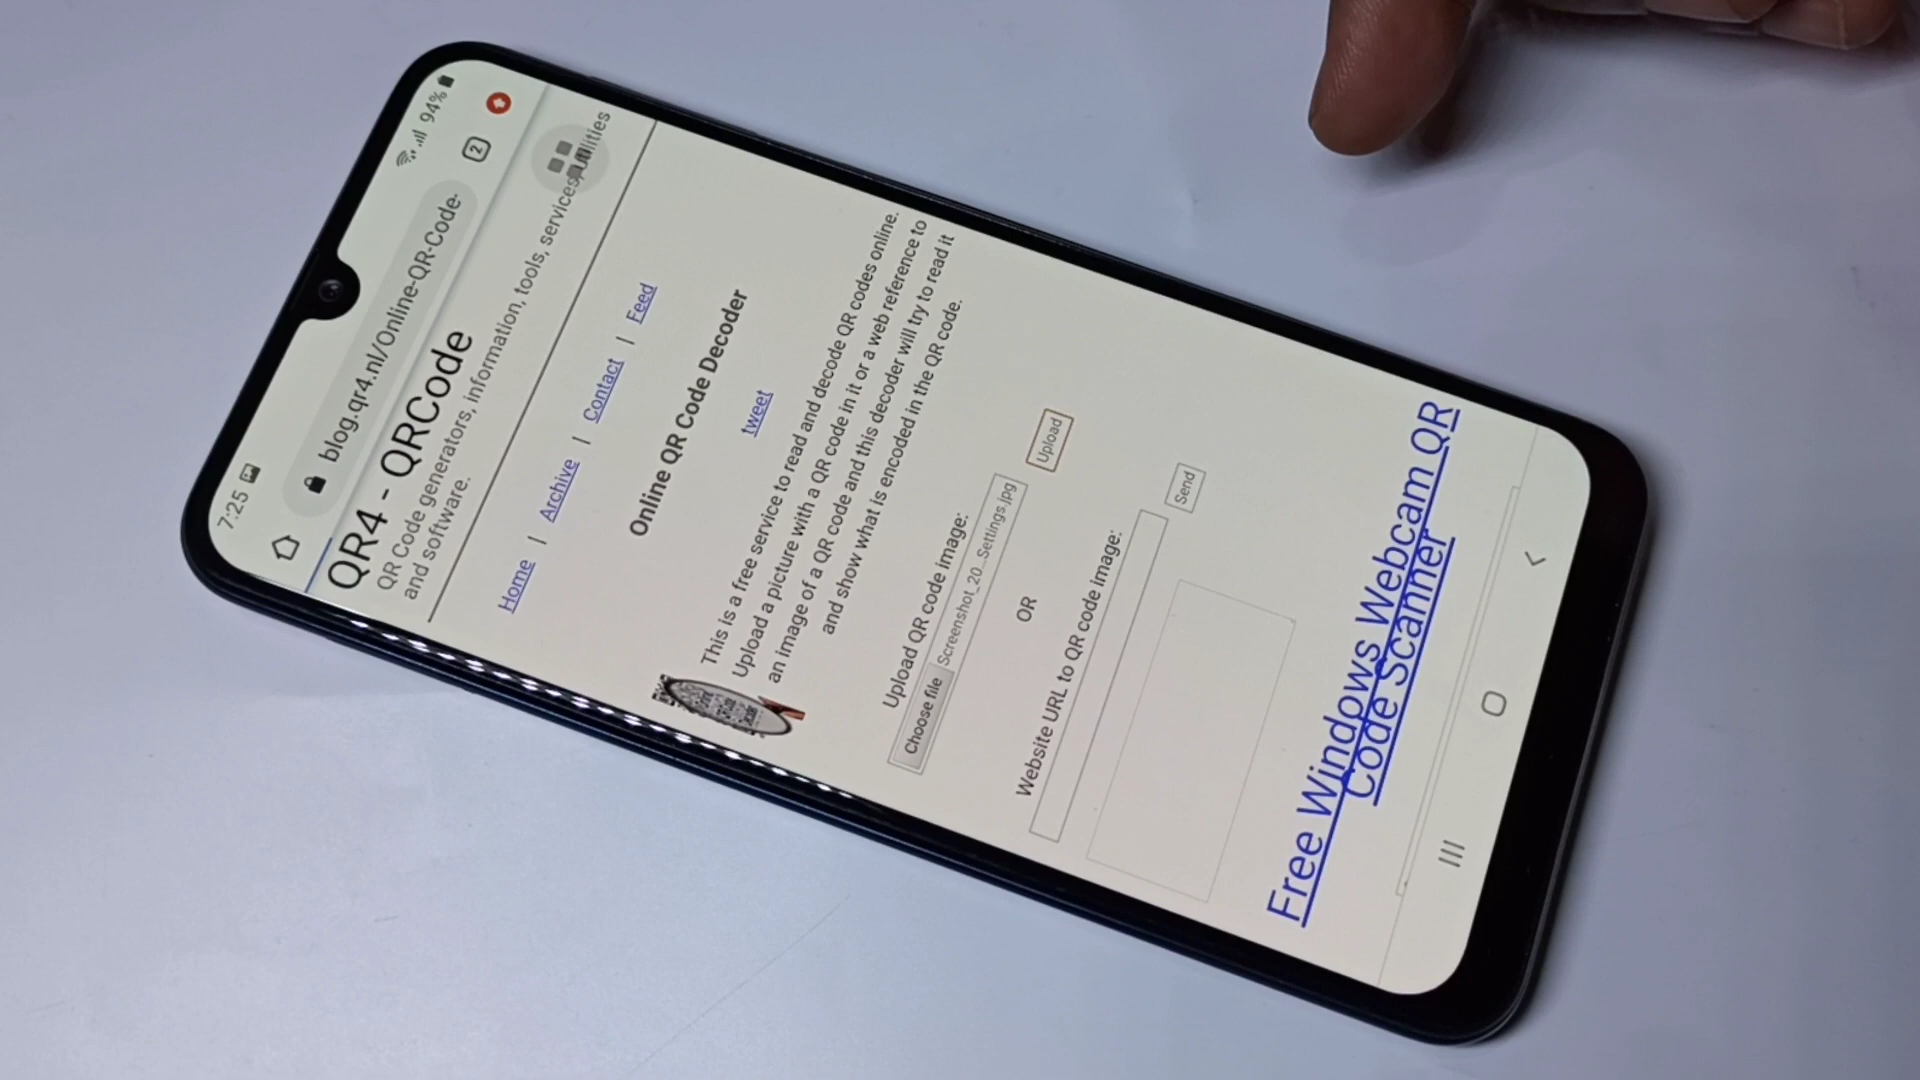 7:25 94%
blog.qr4.nl/Online-QR-Code-
2
QR4 - QRCode
QR Code generators, information, tools, services, utilities
and software.
Home | Archive | Contact | Feed
Online QR Code Decoder
tweet
This is a free service to read and decode QR codes online.
Upload a picture with a QR code in it or a web reference to
an image of a QR code and this decoder will try to read it
and show what is encoded in the QR code.
Upload QR code image:
Choose file Screenshot_20...Settings.jpg Upload
OR
Website URL to QR code image:
Send
Free Windows Webcam QR
Code Scanner